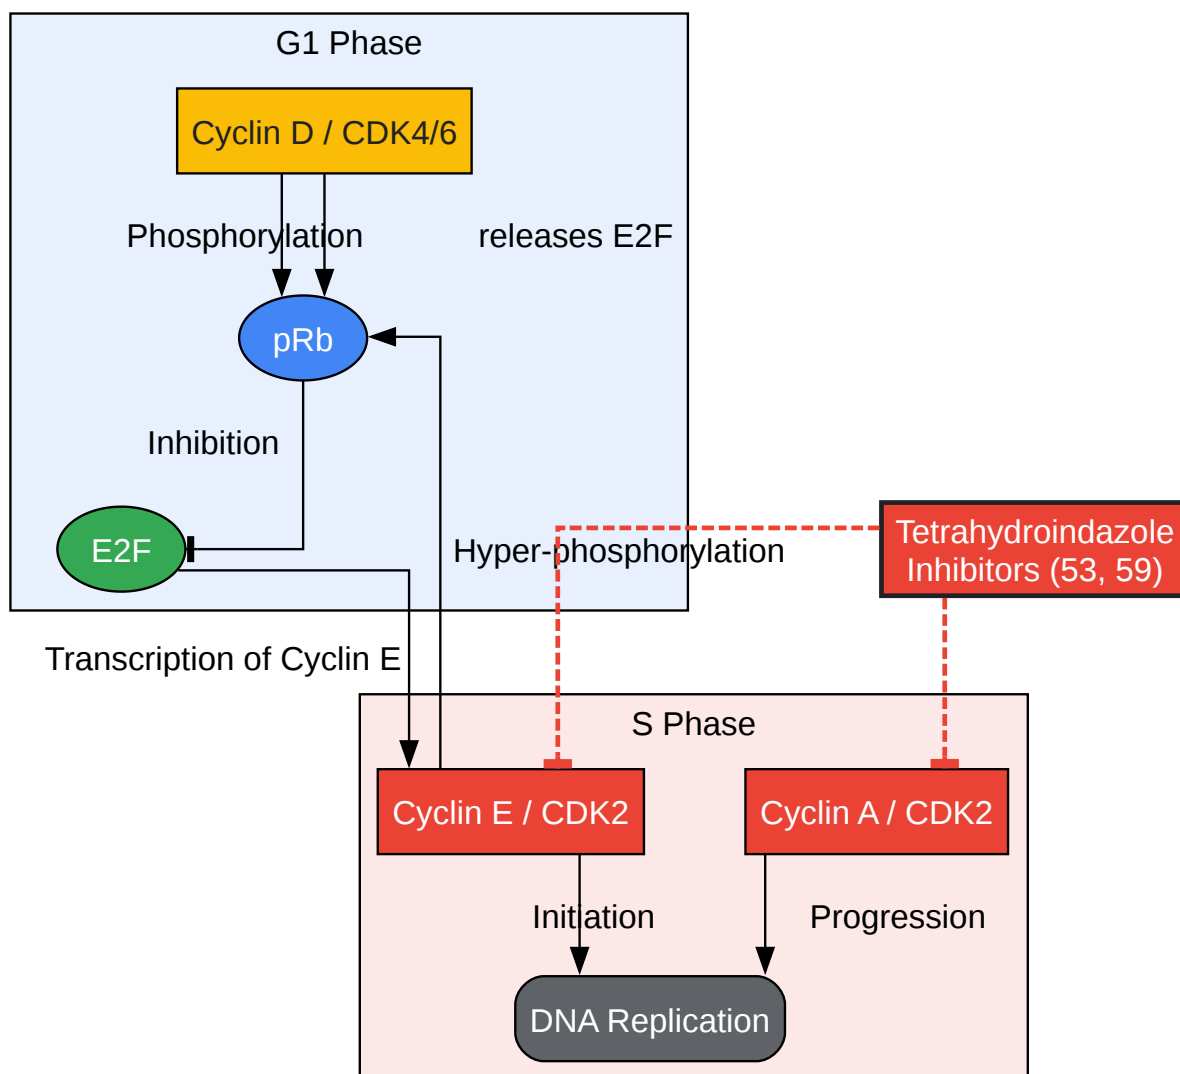 G1 Phase
Cyclin D / CDK4/6
Phosphorylation
releases E2F
pRb
Inhibition
E2F
Hyper-phosphorylation
Tetrahydroindazole
Inhibitors (53, 59)
Transcription of Cyclin E
S Phase
Cyclin E / CDK2
Cyclin A / CDK2
Initiation
Progression
DNA Replication